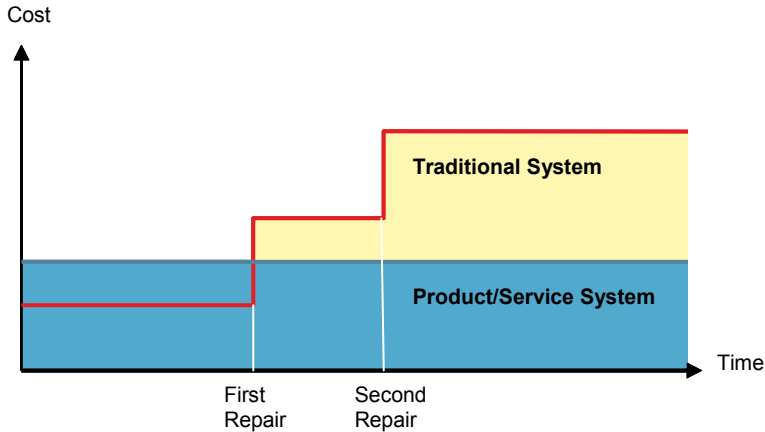 Cost
Traditional System
Product/Service System
Time
First
Repair
Second
Repair